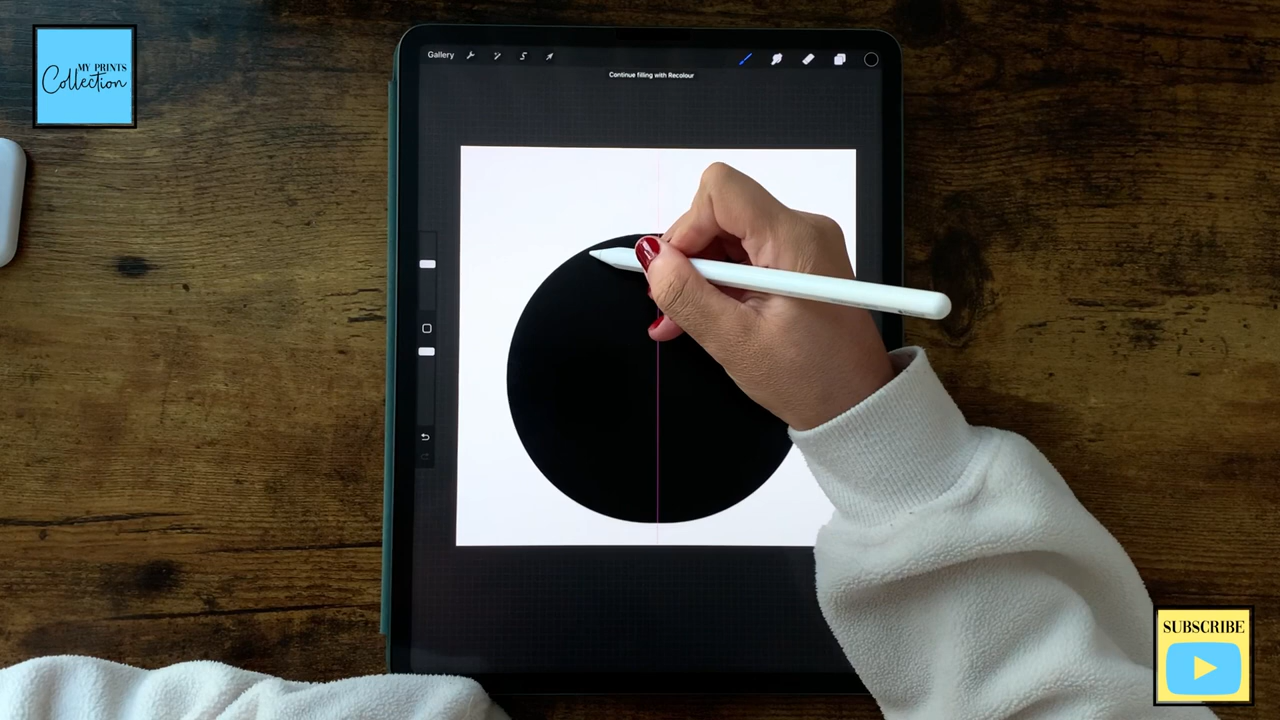 MY PRINTS
Collection
Gallery
Continue filling with Recolour
SUBSCRIBE